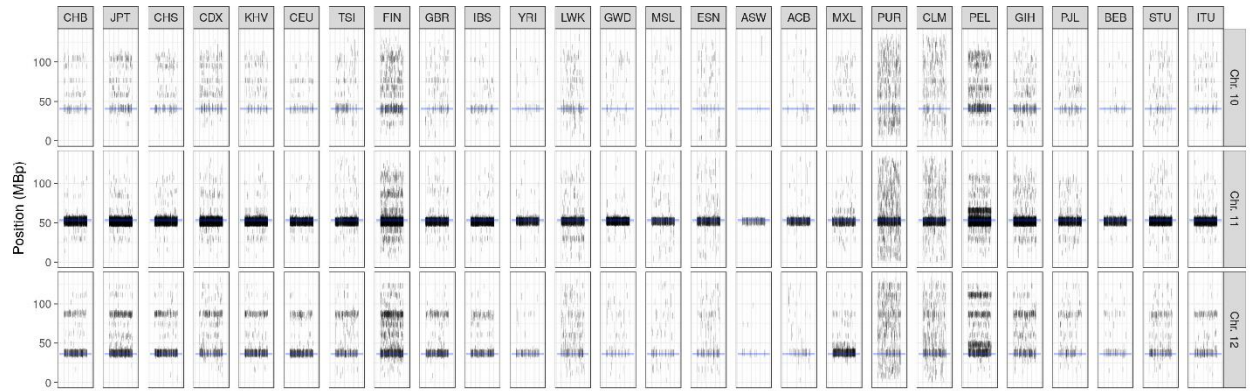 CHB JPT CHS CDX KHV CEU TSI FIN GBR IBS YRI LWK GWD MSL ESN ASW ACB MXL PUR CLM PEL GIH PJL BEB STU ITU
Position (MBp)
100
50
0
Chr. 10
100
50
0
Chr. 11
100
50
0
Chr. 12